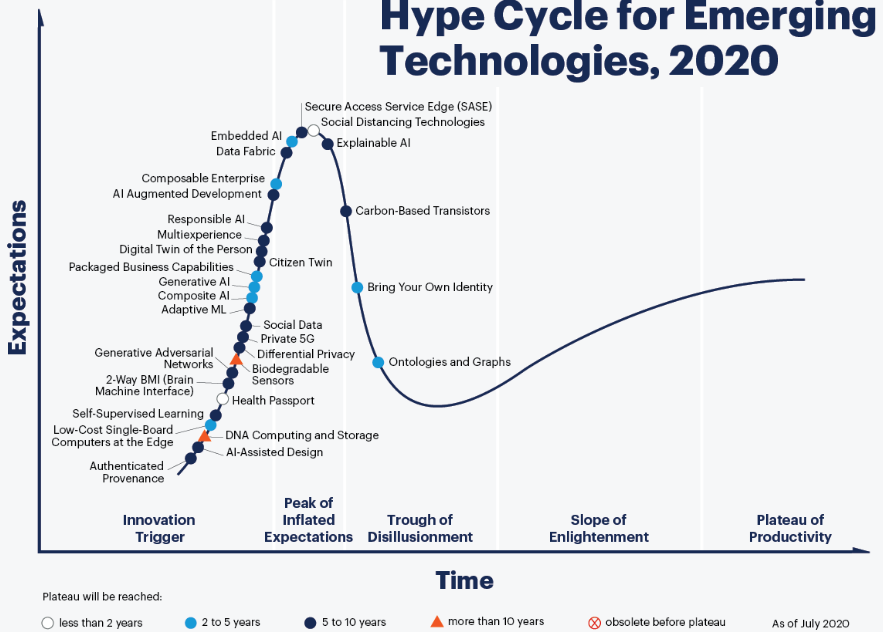 Hype Cycle for Emerging
Technologies, 2020
Expectations
Secure Access Service Edge (SASE)
Social Distancing Technologies
Embedded AI
Explainable AI
Data Fabric
Composable Enterprise
AI Augmented Development
Carbon-Based Transistors
Responsible AI
Multiexperience
Digital Twin of the Person
Citizen Twin
Packaged Business Capabilities
Generative AI
Bring Your Own Identity
Composite AI
Adaptive ML
Social Data
Private 5G
Differential Privacy
Generative Adversarial
Networks
Biodegradable
Sensors
Ontologies and Graphs
2-Way BMI (Brain
Machine Interface)
Health Passport
Self-Supervised Learning
Low-Cost Single-Board
Computers at the Edge
DNA Computing and Storage
AI-Assisted Design
Authenticated
Provenance
Innovation
Trigger
Peak of
Inflated
Expectations
Trough of
Disillusionment
Slope of
Enlightenment
Plateau of
Productivity
Time
Plateau will be reached:
less than 2 years
2 to 5 years
5 to 10 years
more than 10 years
obsolete before plateau
As of July 2020